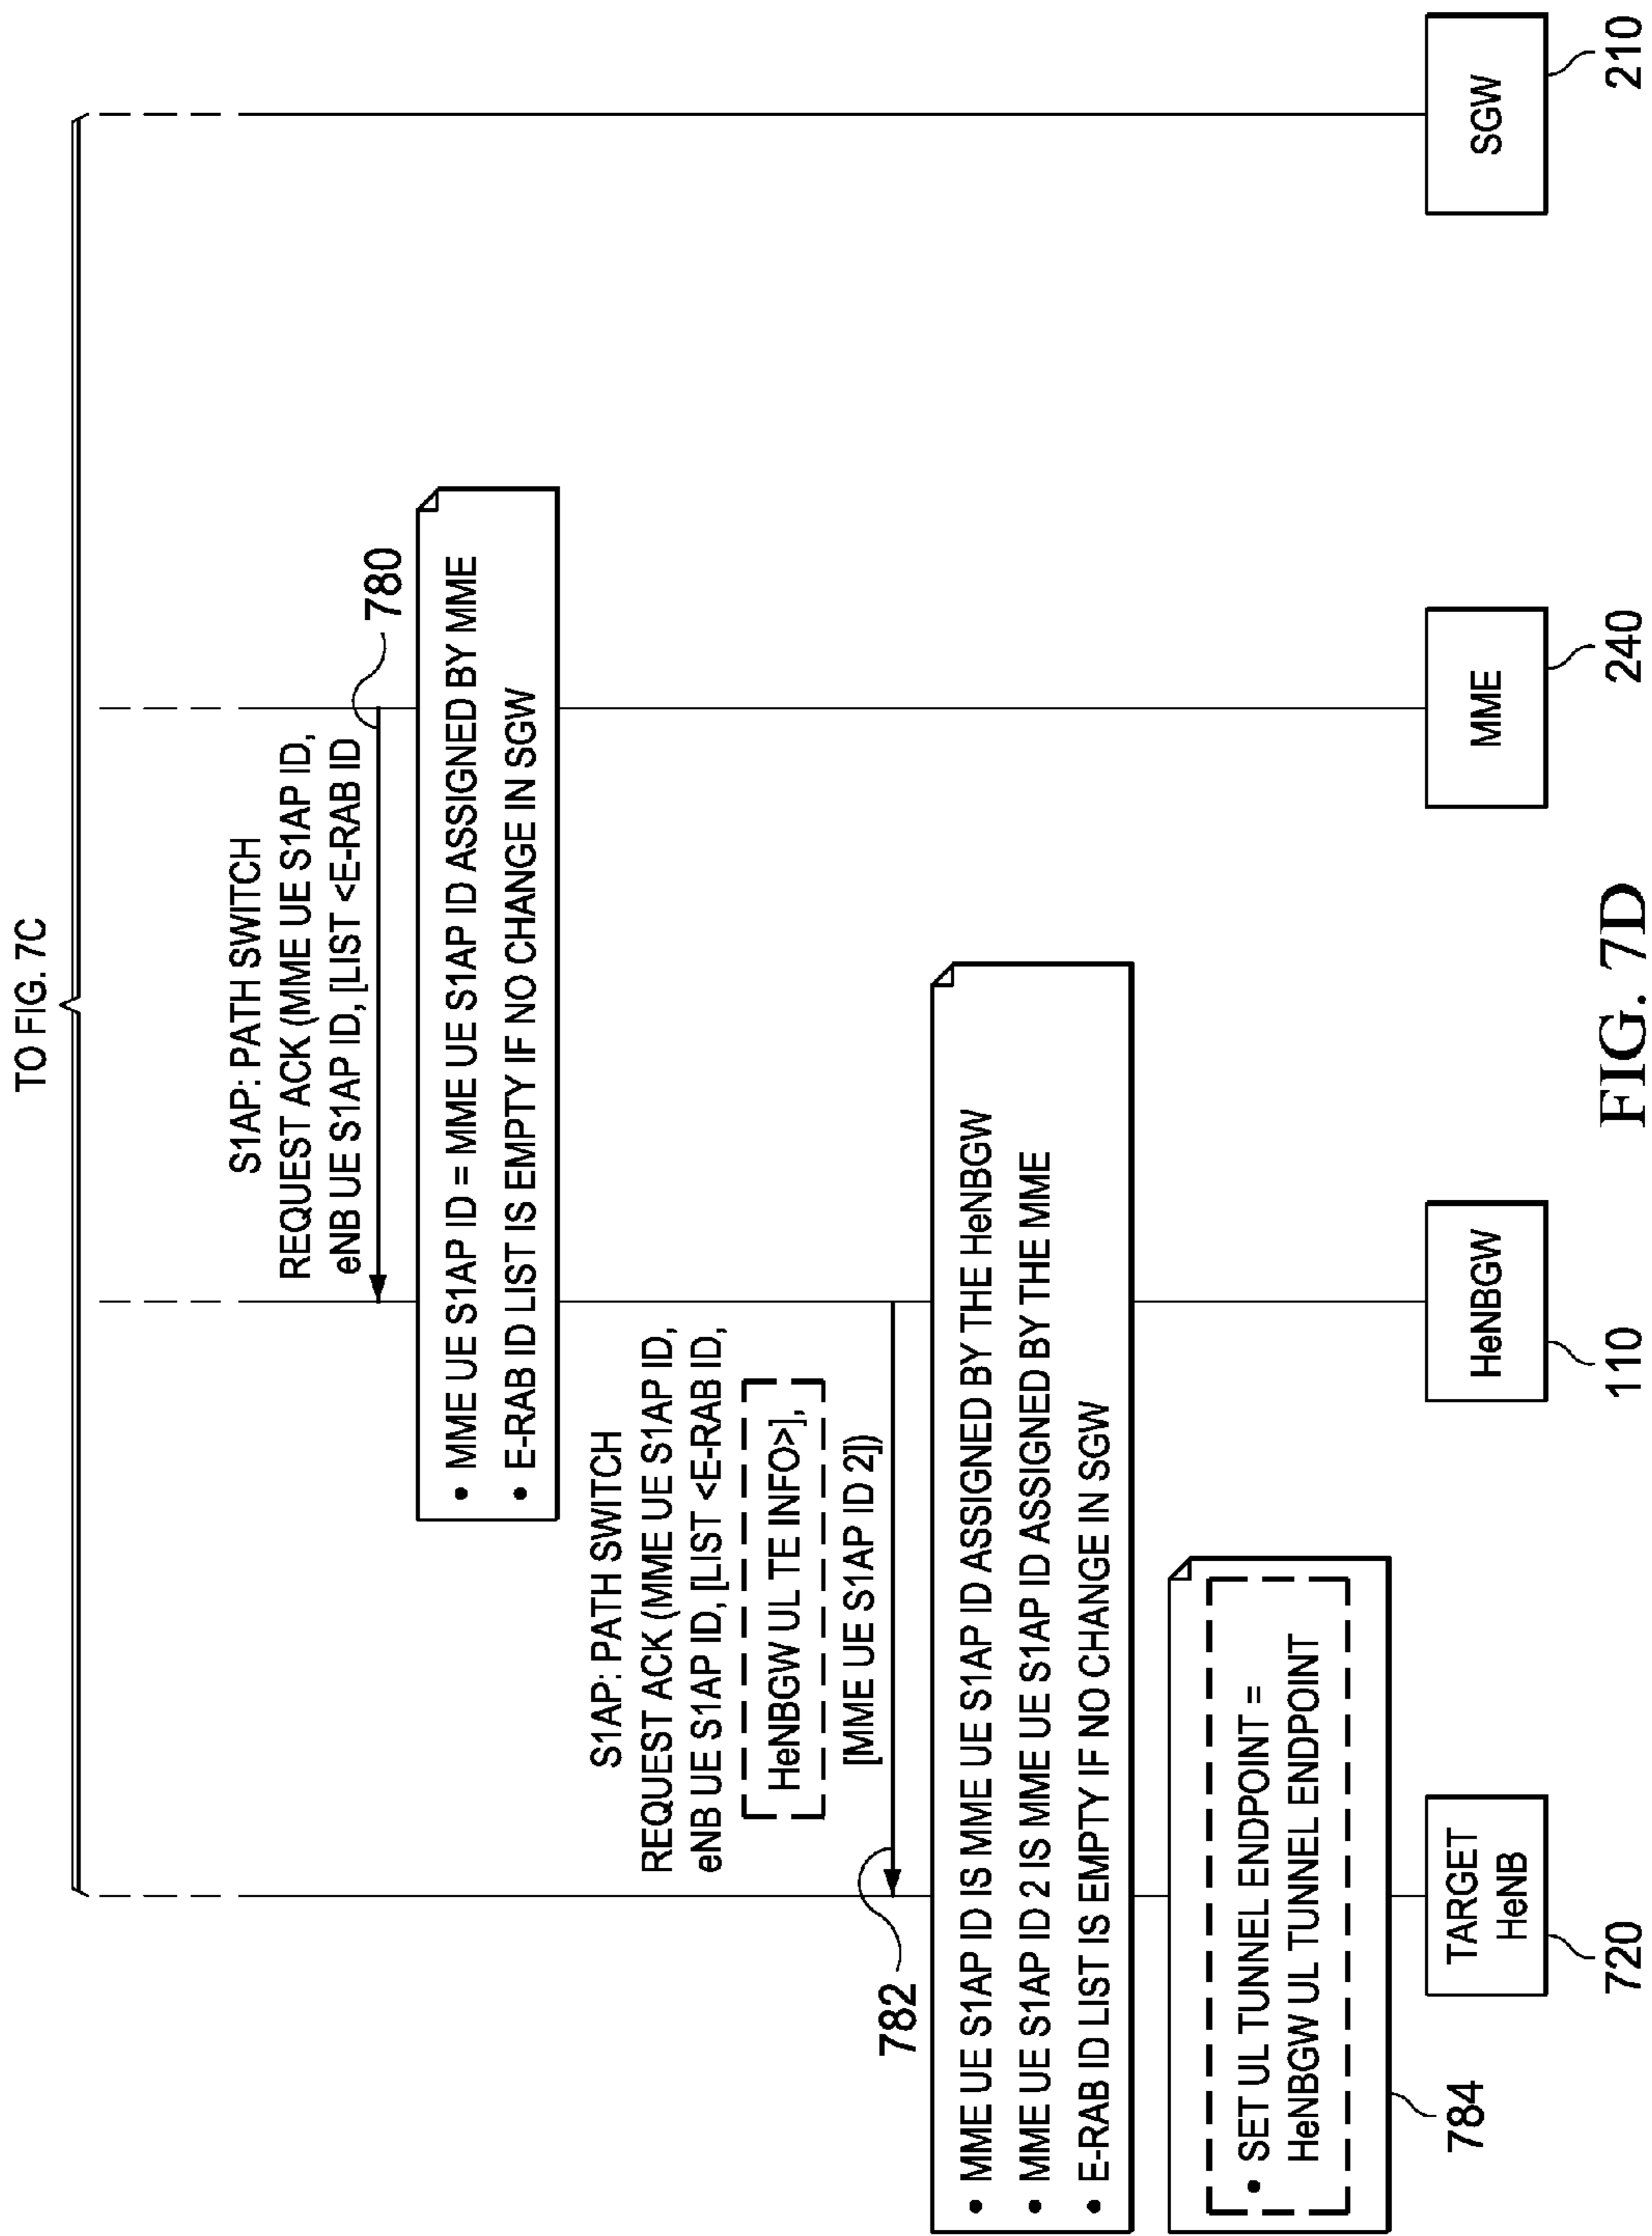 TO FIG. 7C
S1AP: PATH SWITCH
REQUEST ACK (MME UE S1AP ID,
eNB UE S1AP ID, [LIST <E-RAB ID
780
• MME UE S1AP ID = MME UE S1AP ID ASSIGNED BY MME
• E-RAB ID LIST IS EMPTY IF NO CHANGE IN SGW
S1AP: PATH SWITCH
REQUEST ACK (MME UE S1AP ID,
eNB UE S1AP ID, [LIST <E-RAB ID,
HeNBGW UL TE INFO>],
[MME UE S1AP ID 2])
782
• MME UE S1AP ID IS MME UE S1AP ID ASSIGNED BY THE HeNBGW
• MME UE S1AP ID 2 IS MME UE S1AP ID ASSIGNED BY THE MME
• E-RAB ID LIST IS EMPTY IF NO CHANGE IN SGW
• SET UL TUNNEL ENDPOINT =
HeNBGW UL TUNNEL ENDPOINT
784
TARGET
HeNB
720
HeNBGW
110
MME
240
SGW
210
FIG. 7D